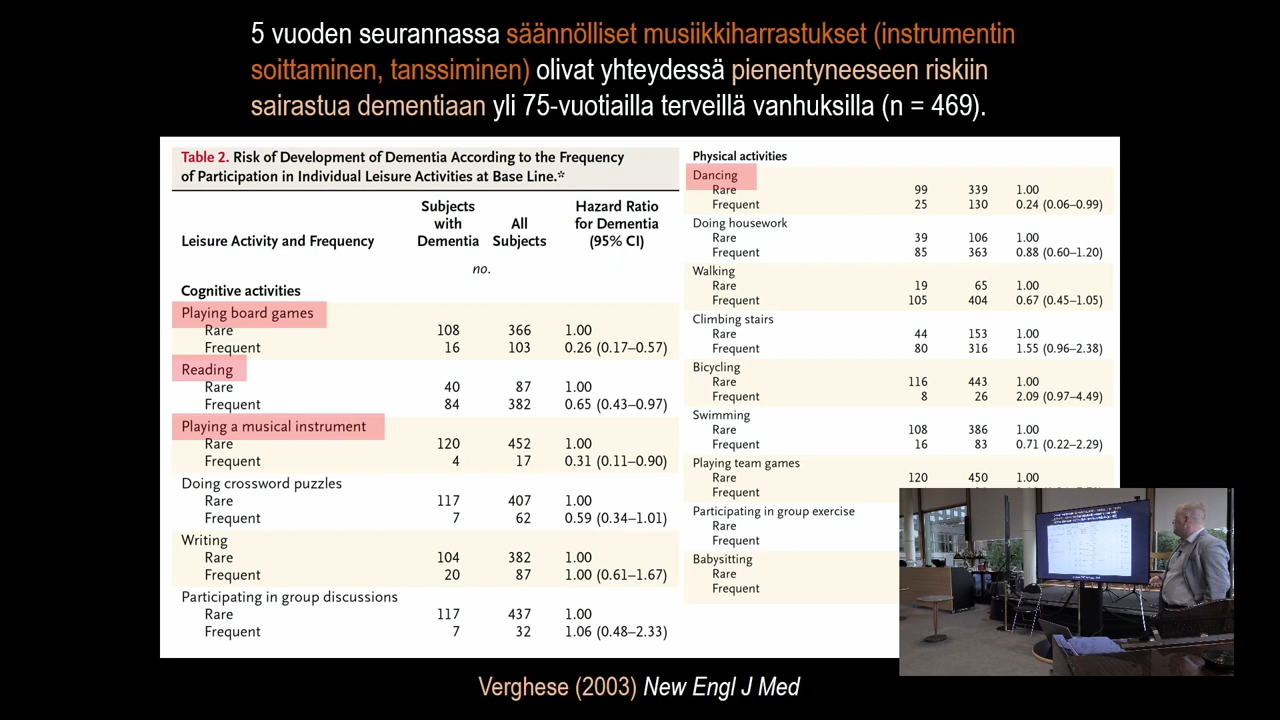 5 vuoden seurannassa säännölliset musiikkiharrastukset (instrumentin
soittaminen, tanssiminen) olivat yhteydessä pienentyneeseen riskiin
sairastua dementiaan yli 75-vuotiailla terveillä vanhuksilla (n = 469).
Table 2. Risk of Development of Dementia According to the Frequency
of Participation in Individual Leisure Activities at Base Line.*
Leisure Activity and Frequency Subjects with Dementia All Subjects Hazard Ratio for Dementia (95% CI)
no.
Cognitive activities
Playing board games
Rare 108 366 1.00
Frequent 16 103 0.26 (0.17–0.57)
Reading
Rare 40 87 1.00
Frequent 84 382 0.65 (0.43–0.97)
Playing a musical instrument
Rare 120 452 1.00
Frequent 4 17 0.31 (0.11–0.90)
Doing crossword puzzles
Rare 117 407 1.00
Frequent 7 62 0.59 (0.34–1.01)
Writing
Rare 104 382 1.00
Frequent 20 87 1.00 (0.61–1.67)
Participating in group discussions
Rare 117 437 1.00
Frequent 7 32 1.06 (0.48–2.33)
Physical activities
Dancing
Rare 99 339 1.00
Frequent 25 130 0.24 (0.06–0.99)
Doing housework
Rare 39 106 1.00
Frequent 85 363 0.88 (0.60–1.20)
Walking
Rare 19 65 1.00
Frequent 105 404 0.67 (0.45–1.05)
Climbing stairs
Rare 44 153 1.00
Frequent 80 316 1.55 (0.96–2.38)
Bicycling
Rare 116 443 1.00
Frequent 8 26 2.09 (0.97–4.49)
Swimming
Rare 108 386 1.00
Frequent 16 83 0.71 (0.22–2.29)
Playing team games
Rare 120 450 1.00
Frequent
Participating in group exercise
Rare
Frequent
Babysitting
Rare
Frequent
Verghese (2003) New Engl J Med